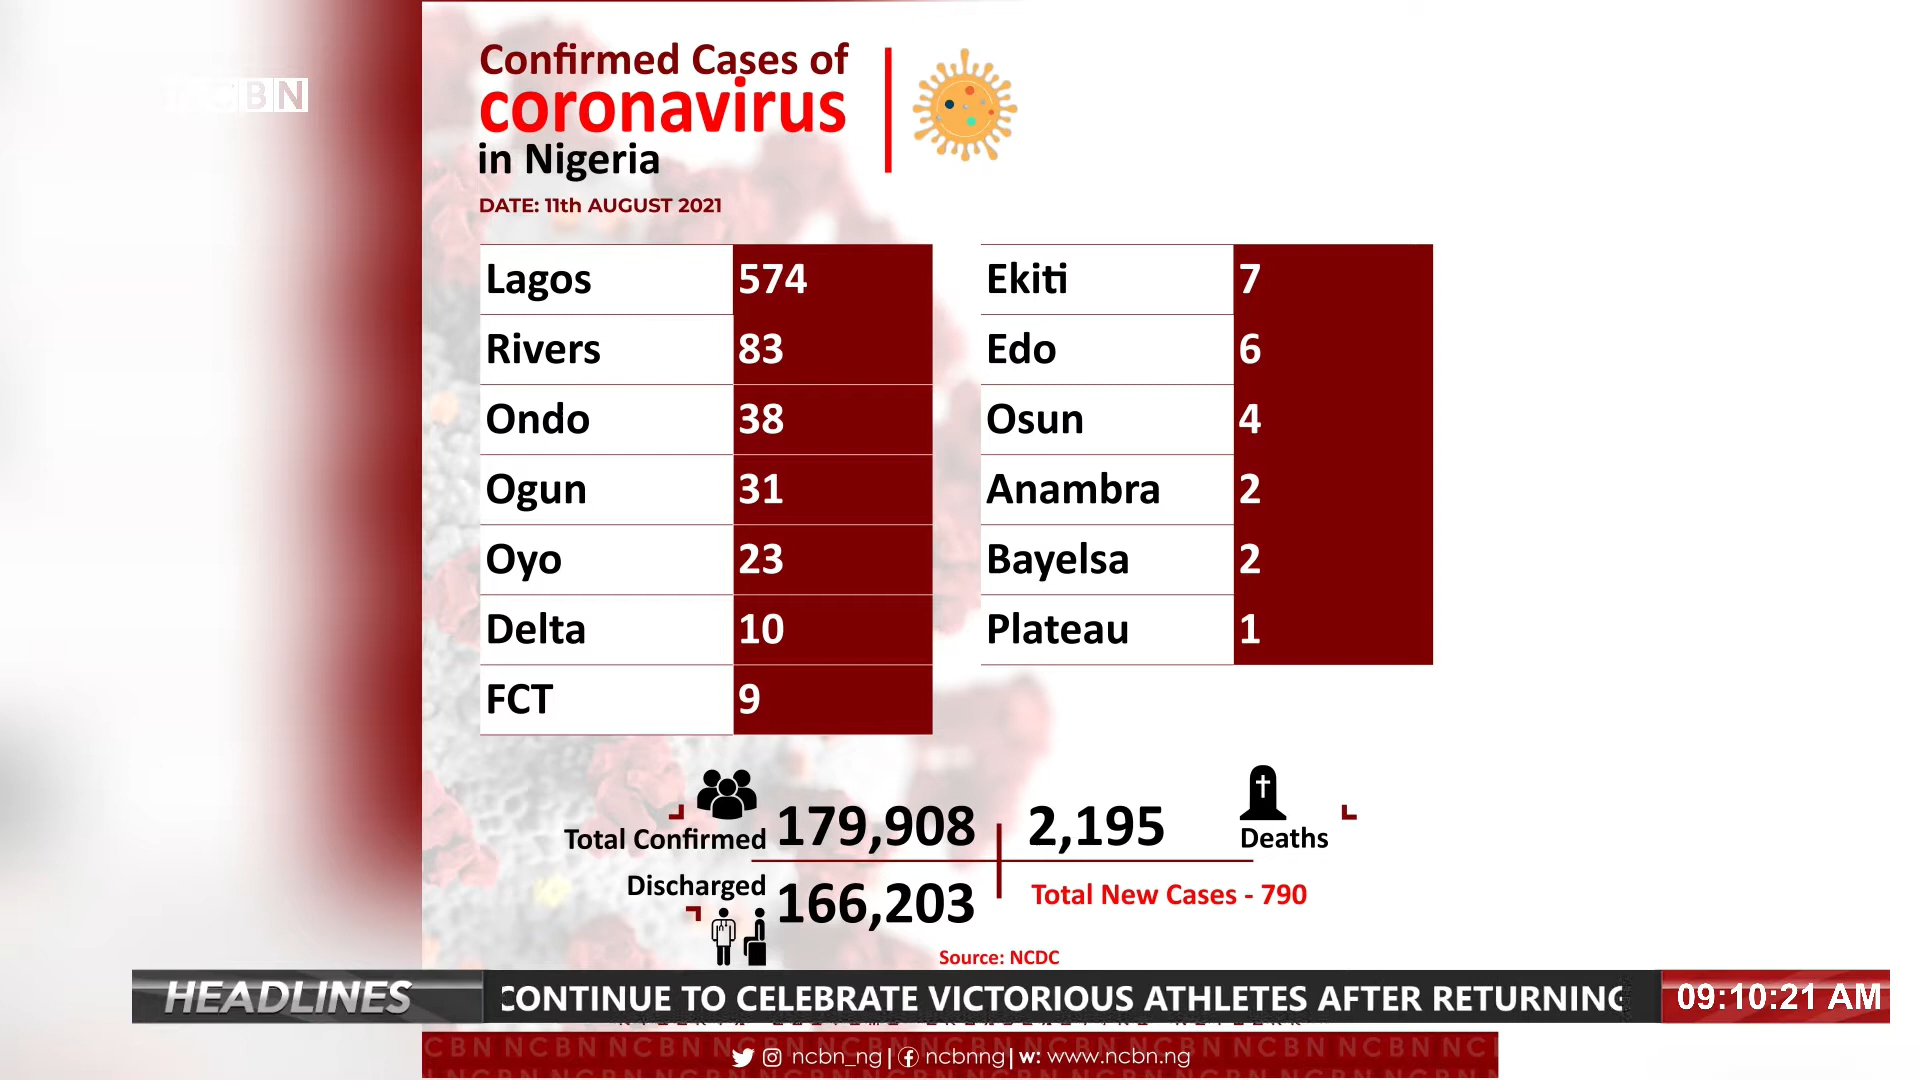 CBN
Confirmed Cases of
coronavirus
in Nigeria
DATE: 11th AUGUST 2021
Lagos 574
Rivers 83
Ondo 38
Ogun 31
Oyo 23
Delta 10
FCT 9
Ekiti 7
Edo 6
Osun 4
Anambra 2
Bayelsa 2
Plateau 1
Total Confirmed 179,908
2,195 Deaths
Discharged 166,203
Total New Cases - 790
Source: NCDC
HEADLINES CONTINUE TO CELEBRATE VICTORIOUS ATHLETES AFTER RETURNING 09:10:21 AM
ncbn_ng | ncbnng | w: www.ncbn.ng